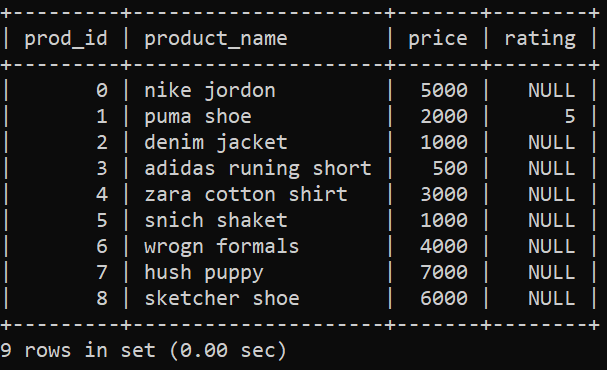 +---------+--------------------+-------+--------+
| prod_id | product_name       | price | rating |
+---------+--------------------+-------+--------+
|       0 | nike jordon        |  5000 |   NULL |
|       1 | puma shoe          |  2000 |      5 |
|       2 | denim jacket       |  1000 |   NULL |
|       3 | adidas runing short |   500 |   NULL |
|       4 | zara cotton shirt  |  3000 |   NULL |
|       5 | snich shaket       |  1000 |   NULL |
|       6 | wrogn formals      |  4000 |   NULL |
|       7 | hush puppy         |  7000 |   NULL |
|       8 | sketcher shoe      |  6000 |   NULL |
+---------+--------------------+-------+--------+
9 rows in set (0.00 sec)